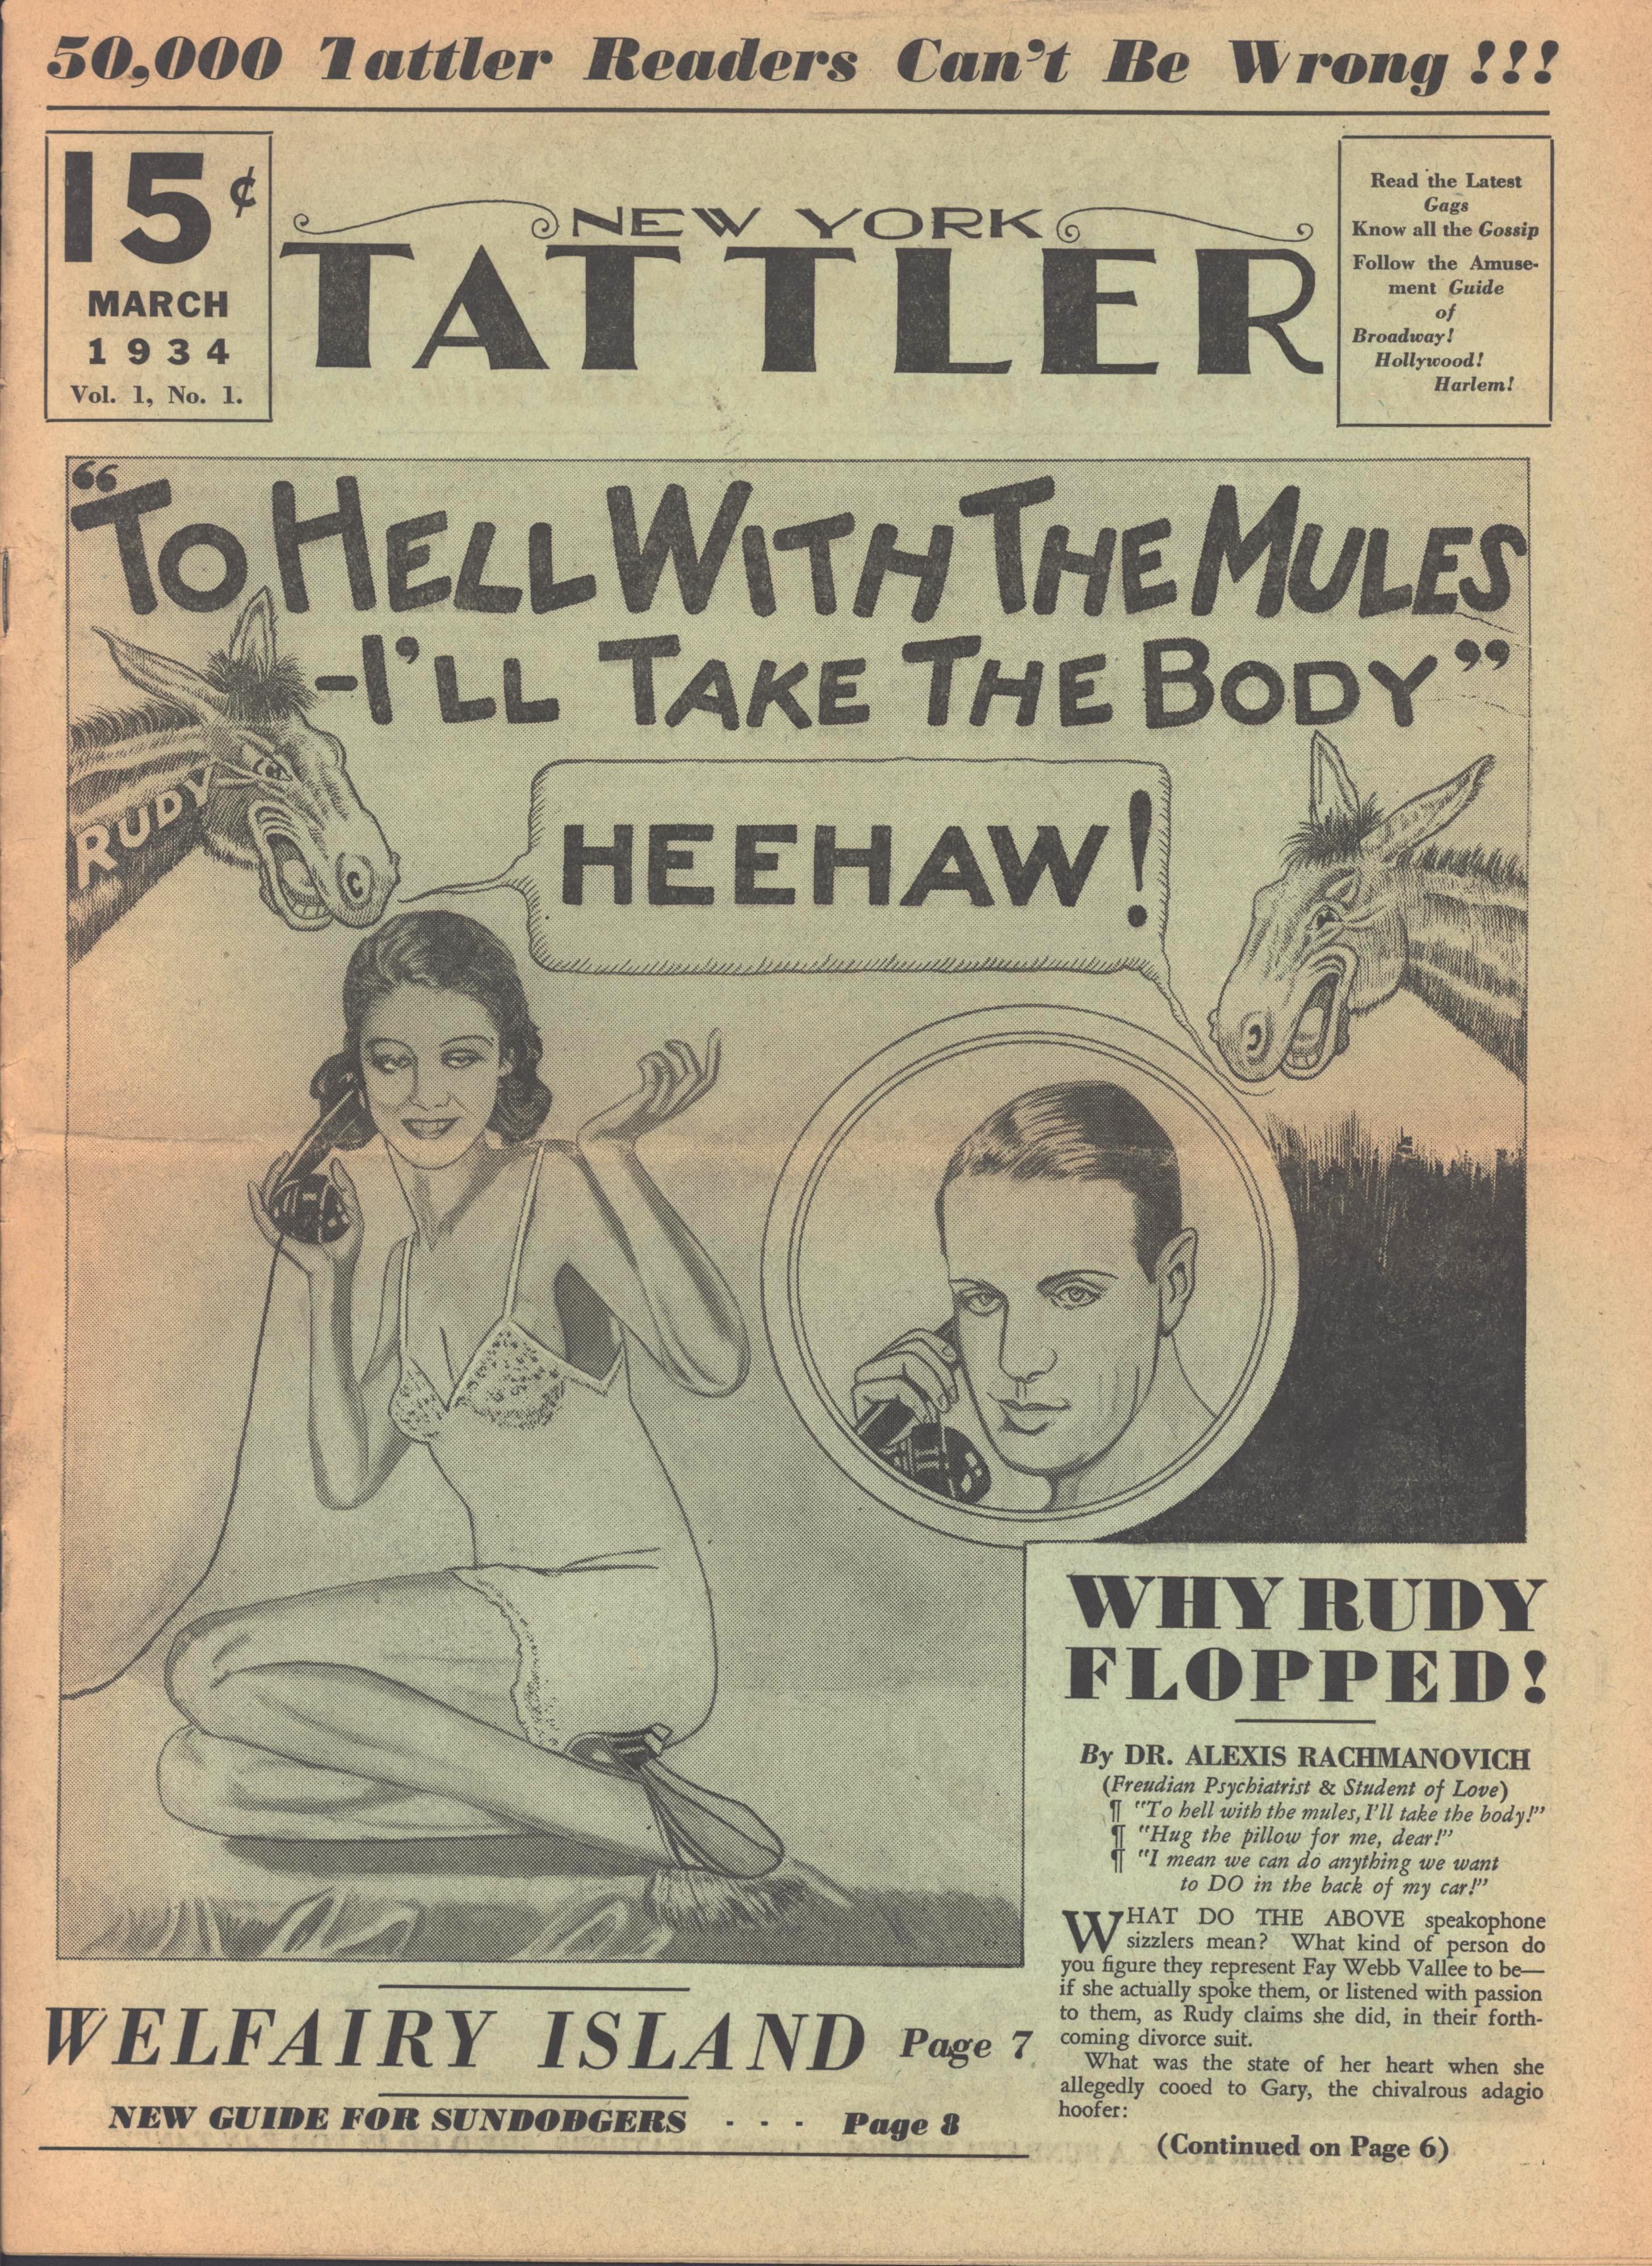 50,000 Tattler Readers Can't Be Wrong !!!
15¢
MARCH
1934
Vol. 1, No. 1.
NEW YORK
TATTLER
Read the Latest
Gags
Know all the Gossip
Follow the Amuse-
ment Guide
of
Broadway!
Hollywood!
Harlem!
“TO HELL WITH THE MULES
-I'LL TAKE THE BODY”
RUDY
HEEHAW!
WHY RUDY
FLOPPED!
By DR. ALEXIS RACHMANOVICH
(Freudian Psychiatrist & Student of Love)
¶ "To hell with the mules, I'll take the body!"
¶ "Hug the pillow for me, dear!"
¶ "I mean we can do anything we want
to DO in the back of my car!"
WHAT DO THE ABOVE speakophone
sizzlers mean? What kind of person do
you figure they represent Fay Webb Vallee to be—
if she actually spoke them, or listened with passion
to them, as Rudy claims she did, in their forth-
coming divorce suit.
What was the state of her heart when she
allegedly cooed to Gary, the chivalrous adagio
hoofer:
(Continued on Page 6)
WELFAIRY ISLAND Page 7
NEW GUIDE FOR SUNDODGERS - - - Page 8